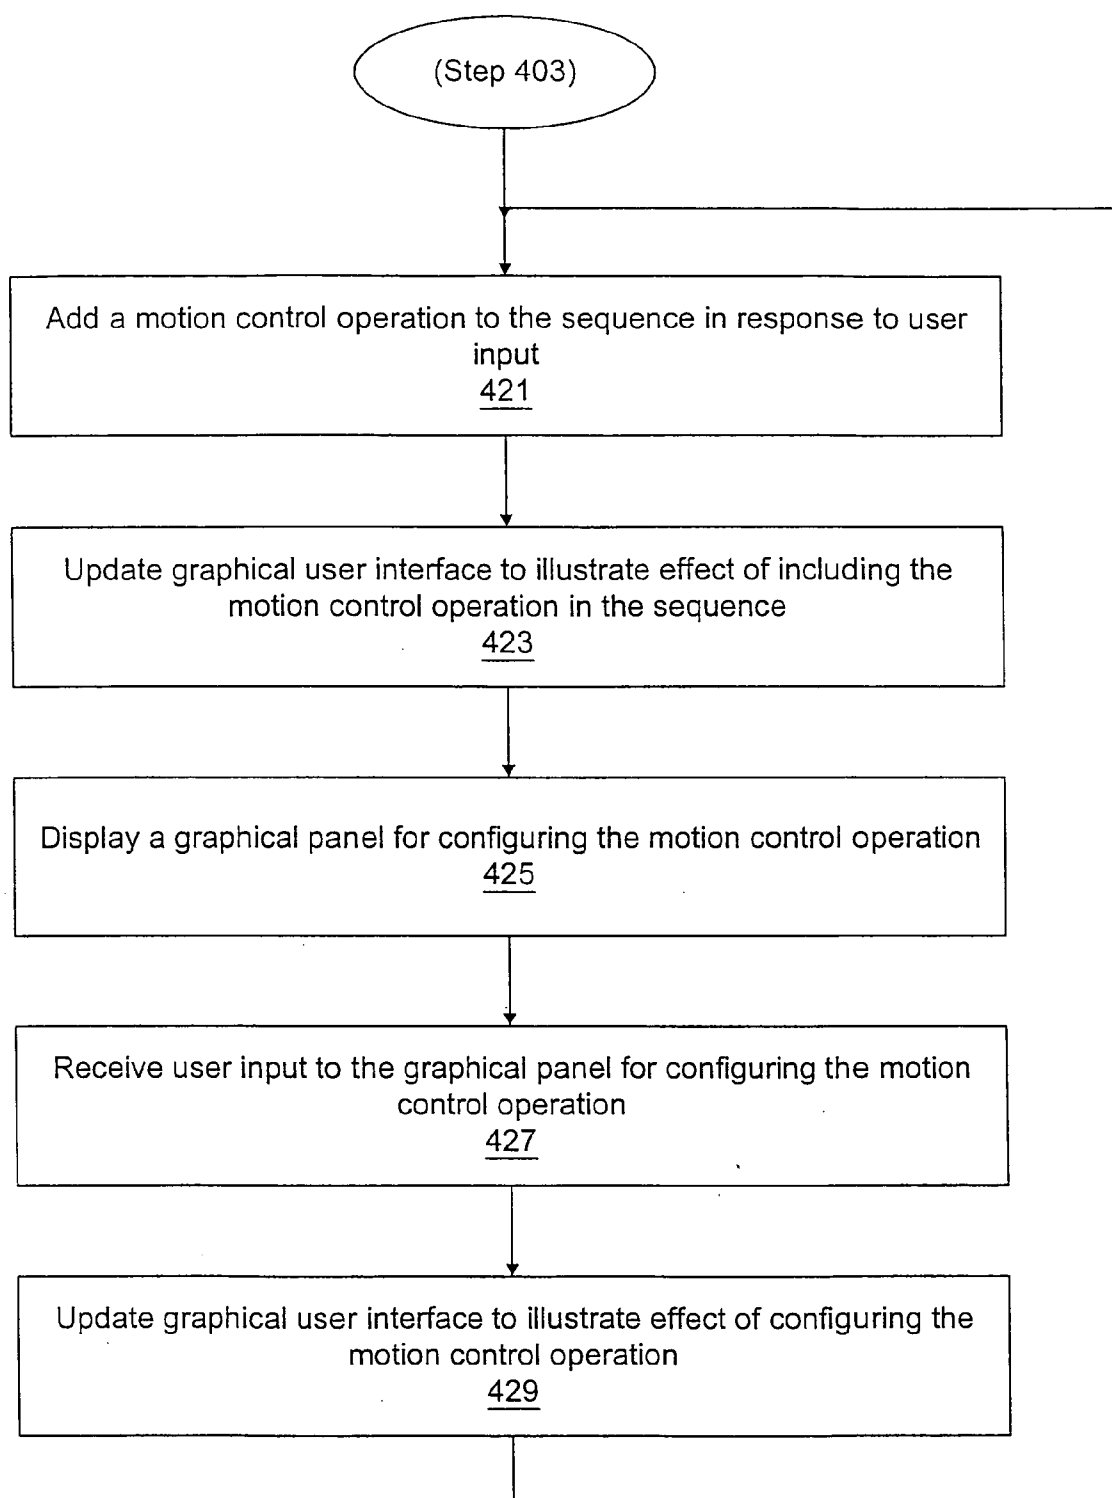 (Step 403)
Add a motion control operation to the sequence in response to user
input
421
Update graphical user interface to illustrate effect of including the
motion control operation in the sequence
423
Display a graphical panel for configuring the motion control operation
425
Receive user input to the graphical panel for configuring the motion
control operation
427
Update graphical user interface to illustrate effect of configuring the
motion control operation
429